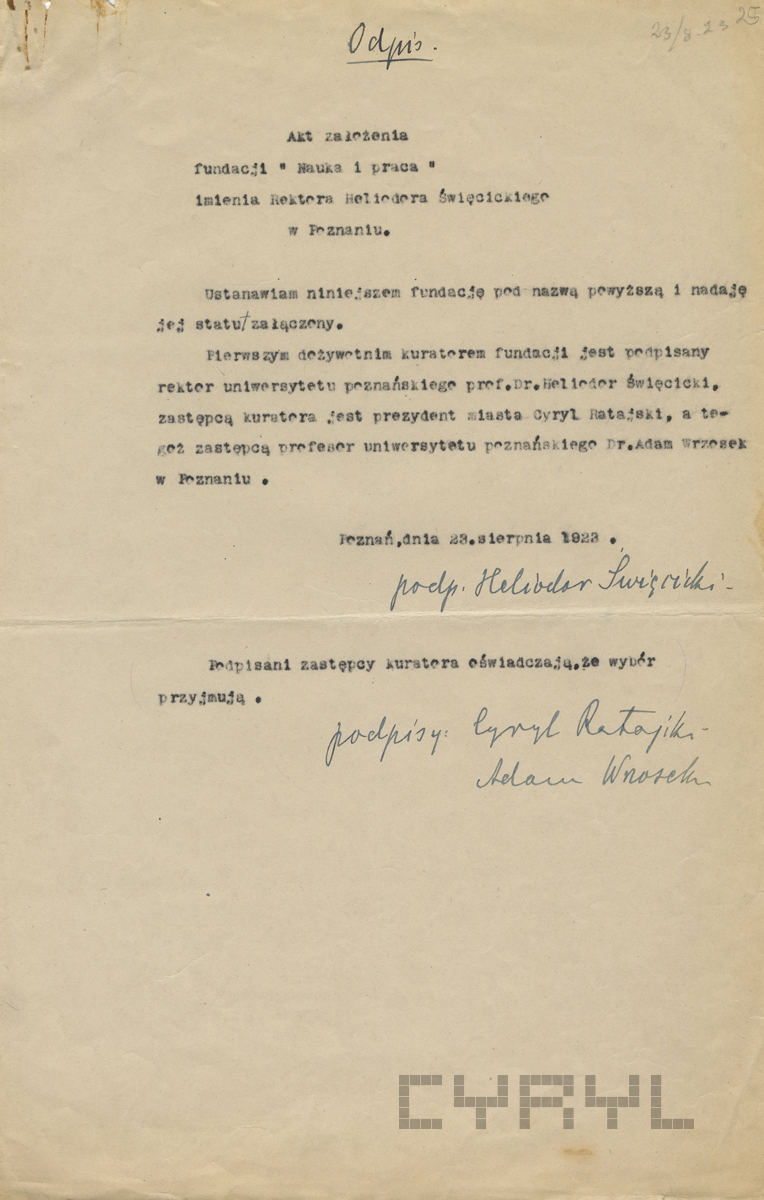 23/8.23 25
Odpis.
Akt założenia
fundacji " Nauka i praca "
imienia Rektora Heliodora Święcickiego
w Poznaniu.
Ustanawiam niniejszem fundację pod nazwą powyższą i nadaję
jej statut załączony.
Pierwszym dożywotnim kuratorem fundacji jest podpisany
rektor uniwersytetu poznańskiego prof.Dr.Heliodor Święcicki,
zastępcą kuratora jest prezydent miasta Cyryl Ratajski, a te-
goż zastępcą profesor uniwersytetu poznańskiego Dr.Adam Wrzosek
w Poznaniu .
Poznań,dnia 23.sierpnia 1923 .
podp. Heliodor Święcicki-
Podpisani zastępcy kuratora oświadczają,że wybór
przyjmują .
podpisy: Cyryl Ratajski-
Adam Wrzosek
CYRYL